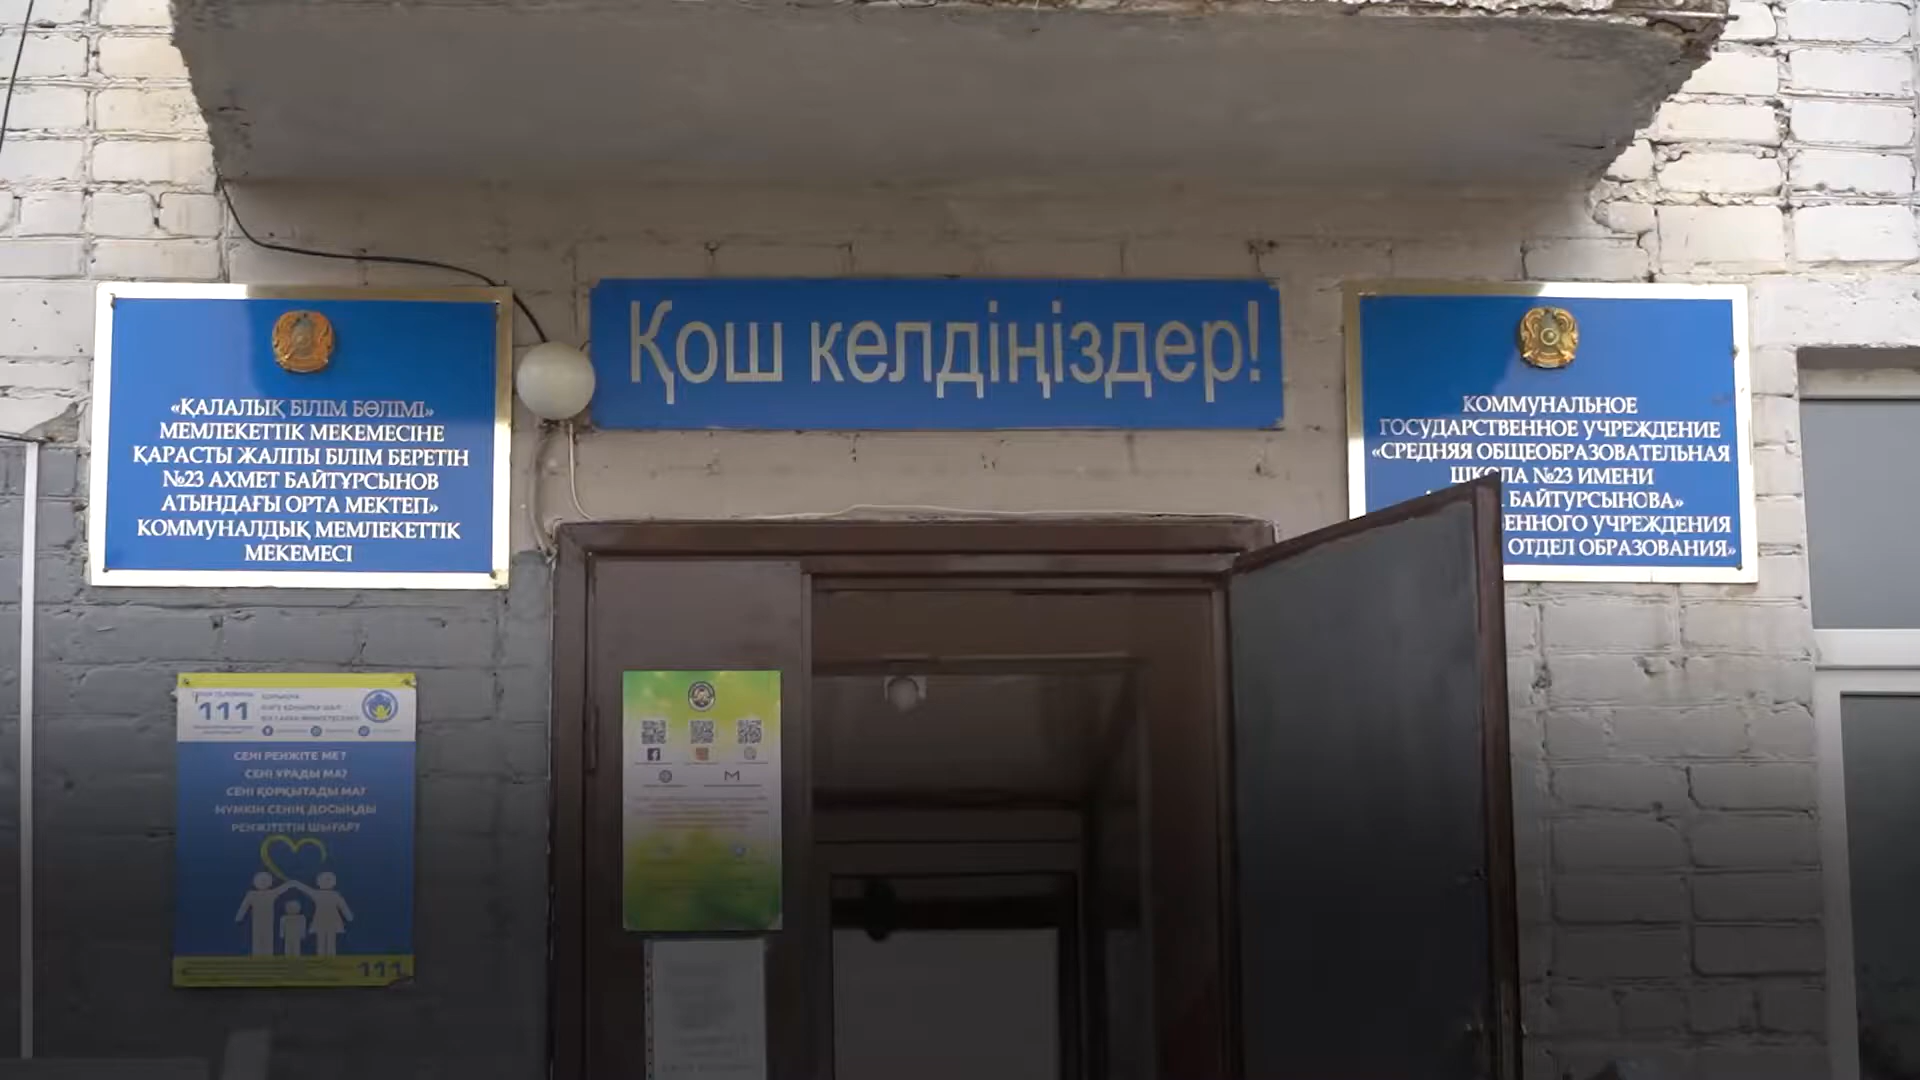 «ҚАЛАЛЫҚ БІЛІМ БӨЛІМІ»
МЕМЛЕКЕТТІК МЕКЕМЕСІНЕ
ҚАРАСТЫ ЖАЛПЫ БІЛІМ БЕРЕТІН
№23 АХМЕТ БАЙТҰРСЫНОВ
АТЫНДАҒЫ ОРТА МЕКТЕП»
КОММУНАЛДЫҚ МЕМЛЕКЕТТІК
МЕКЕМЕСІ
Қош келдіңіздер!
КОММУНАЛЬНОЕ
ГОСУДАРСТВЕННОЕ УЧРЕЖДЕНИЕ
«СРЕДНЯЯ ОБЩЕОБРАЗОВАТЕЛЬНАЯ
ШКОЛА №23 ИМЕНИ
БАЙТУРСЫНОВА»
ЕННОГО УЧРЕЖДЕНИЯ
ОТДЕЛ ОБРАЗОВАНИЯ»
111
СЕНІ РЕНЖІТЕ МЕ?
СЕНІ ҰРАДЫ МА?
СЕНІ ҚОРҚЫТАДЫ МА?
МҮМКІН СЕНІҢ ДОСЫҢДЫ
РЕНЖІТЕТІН ШЫҒАР?
111